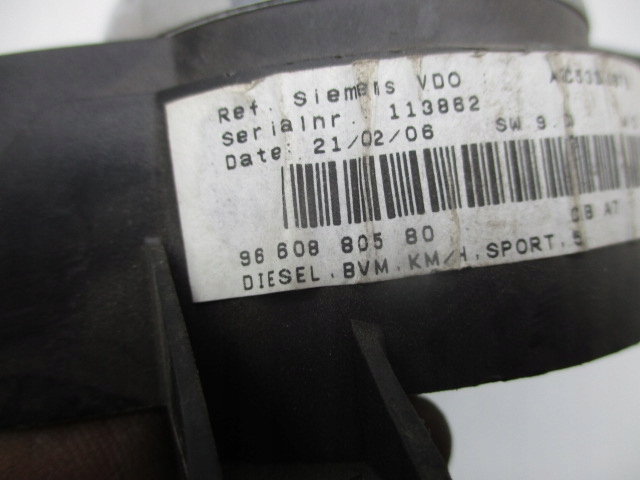 Ref. Siemens VDO
Serialnr. 113862
Date: 21/02/06 SW 9.0
96 608 805 80
DIESEL.BVM.KM/H.SPORT.5